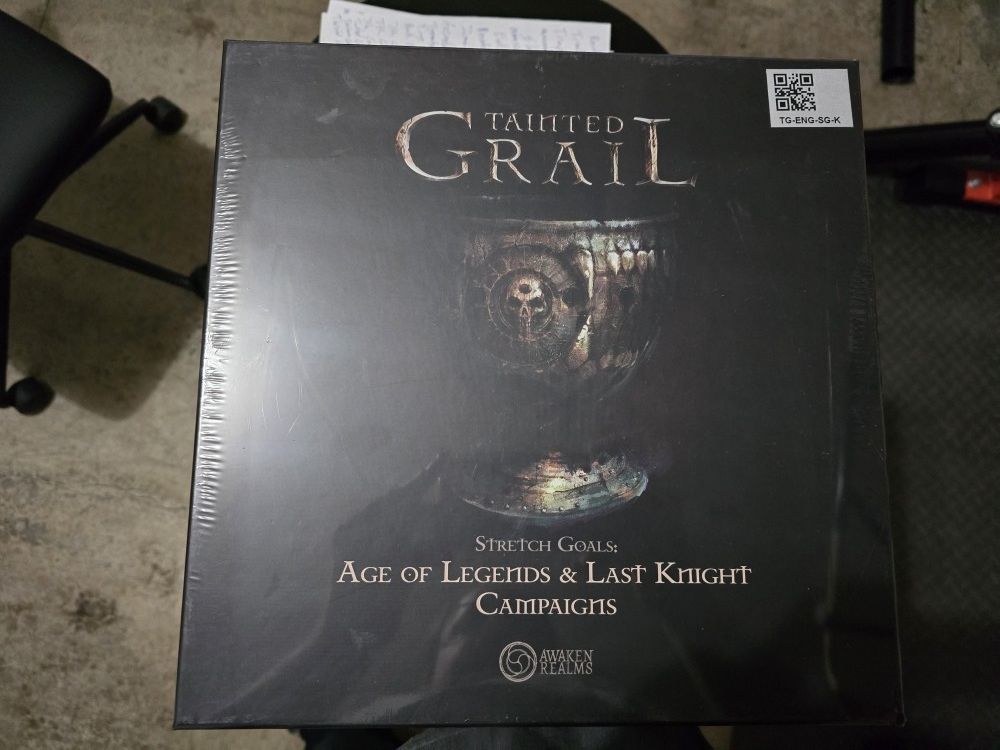 TG-ENG-SG-K
TAINTED
GRAIL
STRETCH GOALS:
AGE OF LEGENDS & LAST KNIGHT
CAMPAIGNS
AWAKEN
REALMS